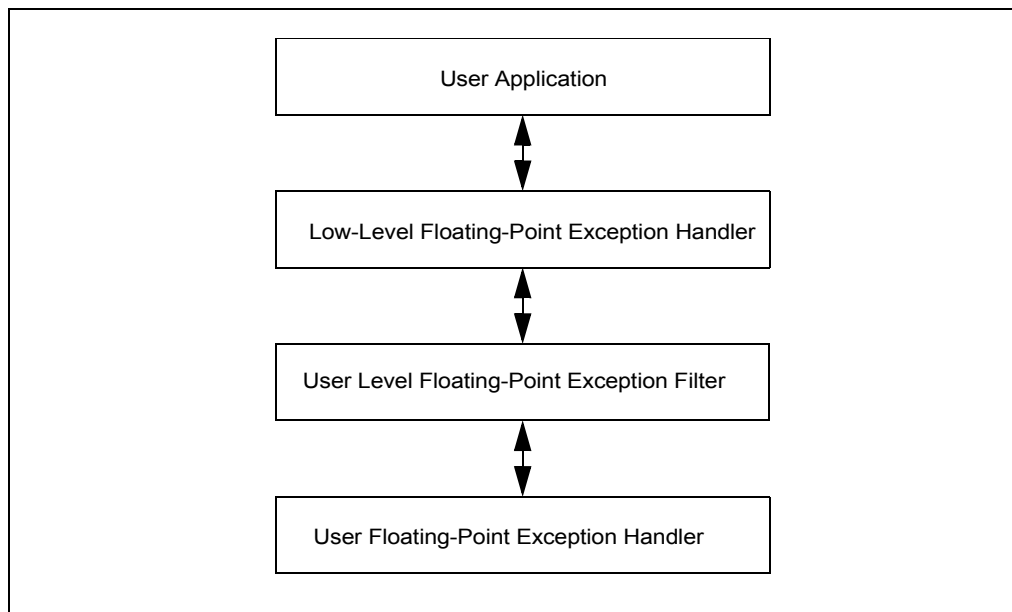 User Application
Low-Level Floating-Point Exception Handler
User Level Floating-Point Exception Filter
User Floating-Point Exception Handler